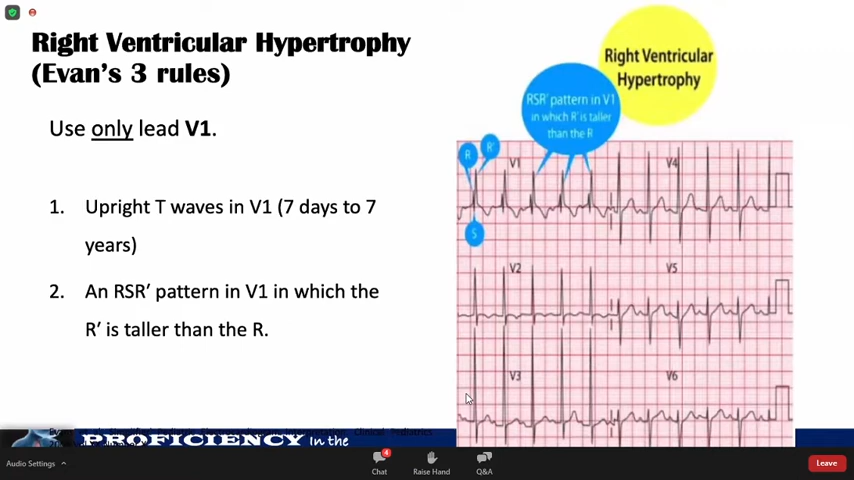 Right Ventricular Hypertrophy
(Evan's 3 rules)
Use only lead V1.
1. Upright T waves in V1 (7 days to 7
years)
2. An RSR′ pattern in V1 in which the
R′ is taller than the R.
Right Ventricular
Hypertrophy
RSR′ pattern in V1
in which R′ is taller
than the R
R
R′
S
V1
V4
V2
V5
V3
V6
PROFICIENCY In the
Audio Settings
4
Chat
Raise Hand
Q&A
Leave